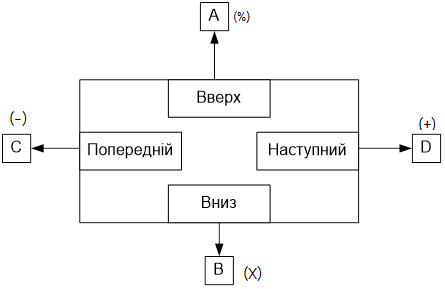 A (%)
Вверх
(-) (+)
C Попередній Наступний D
Вниз
B (X)